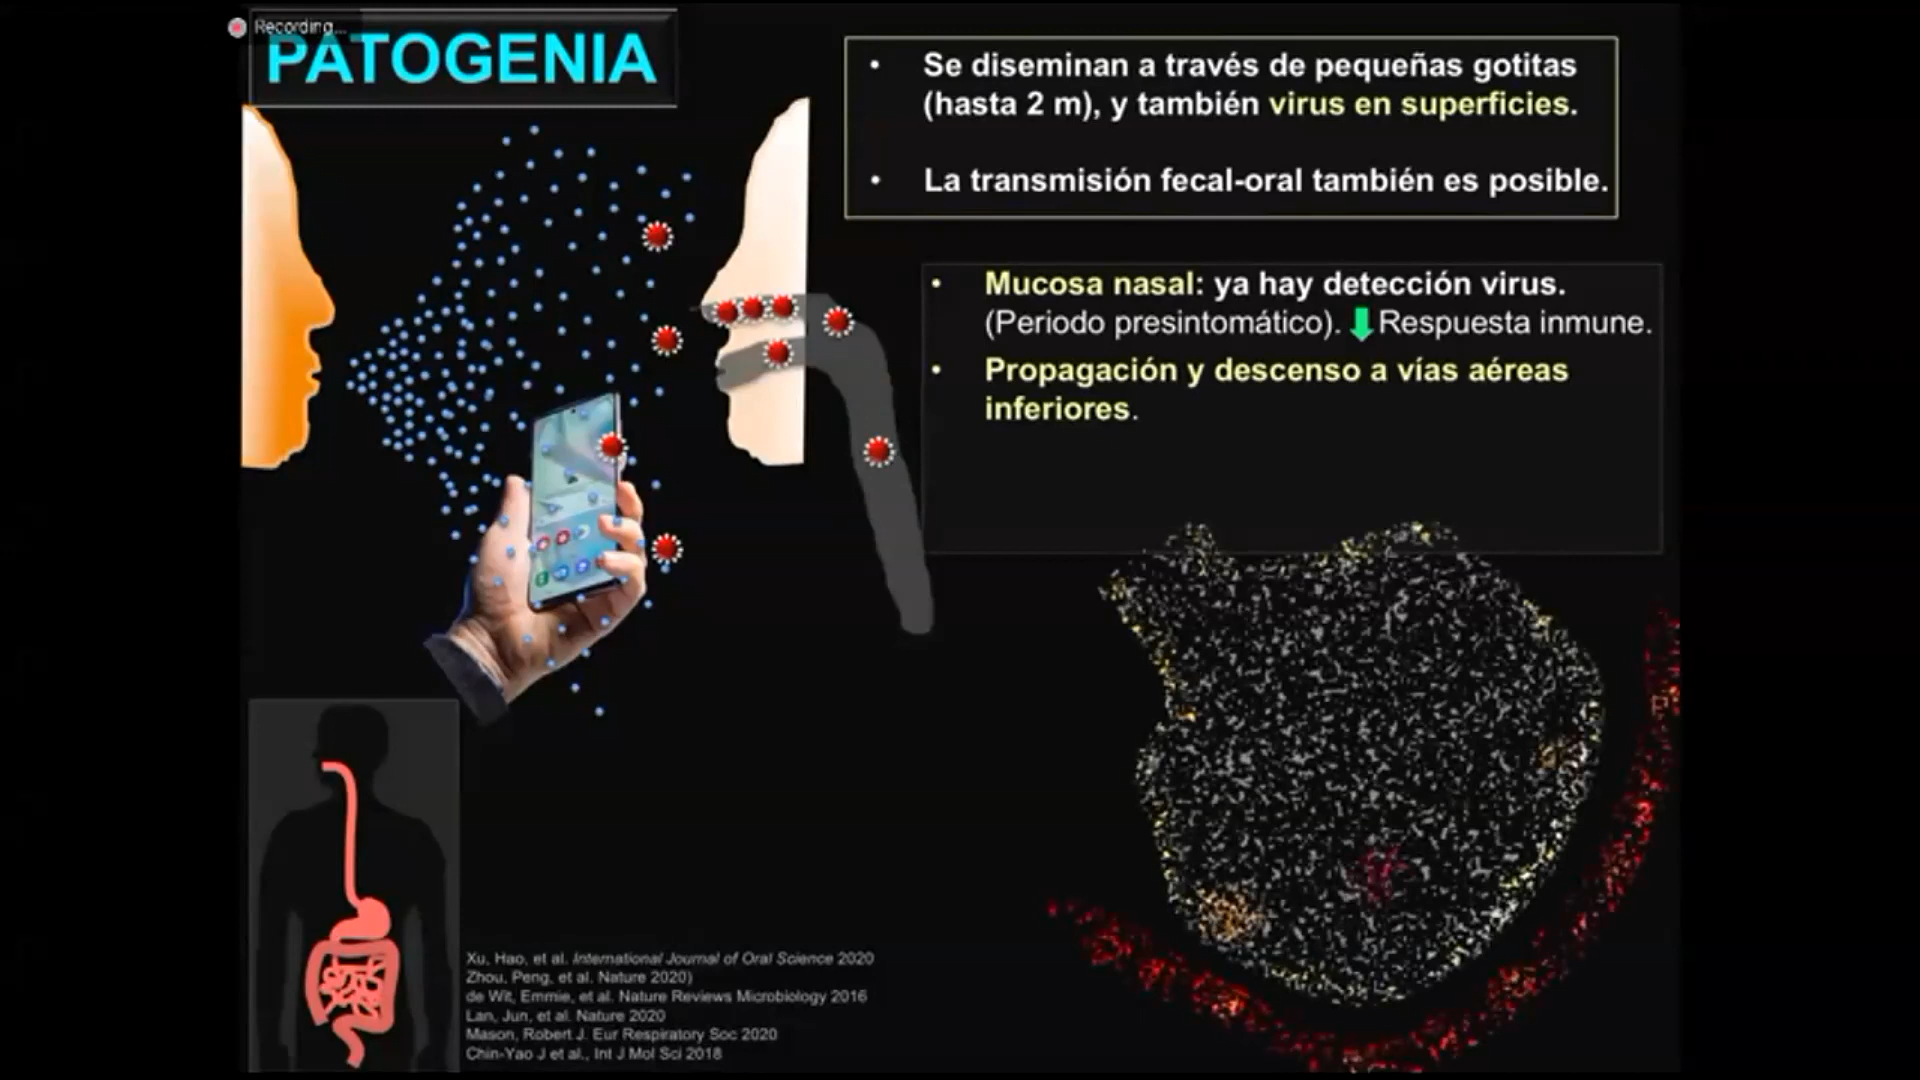 Recording...
PATOGENIA
• Se diseminan a través de pequeñas gotitas
(hasta 2 m), y también virus en superficies.
• La transmisión fecal-oral también es posible.
• Mucosa nasal: ya hay detección virus.
(Periodo presintomático). Respuesta inmune.
• Propagación y descenso a vías aéreas
inferiores.
Xu, Hao, et al. International Journal of Oral Science 2020
Zhou, Peng, et al. Nature 2020)
de Wit, Emmie, et al. Nature Reviews Microbiology 2016
Lan, Jun, et al. Nature 2020
Mason, Robert J. Eur Respiratory Soc 2020
Chin-Yao J et al., Int J Mol Sci 2018